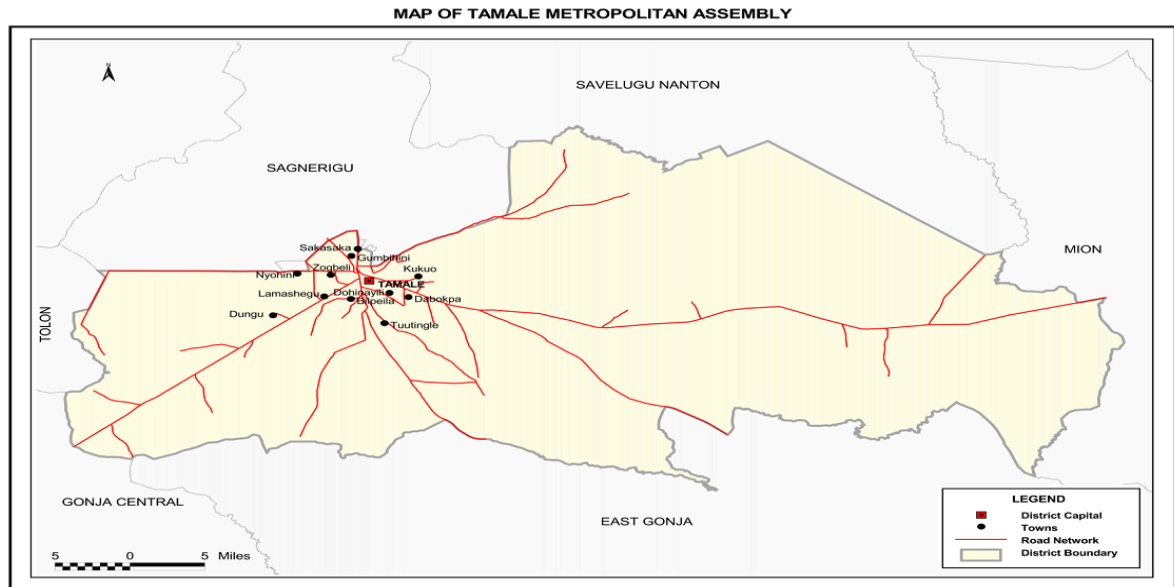 MAP OF TAMALE METROPOLITAN ASSEMBLY
N
SAVELUGU NANTON
SAGNERIGU
MION
Sakasaka
Gumbihini
Zogbeli
Kukuo
Nyohini
TAMALE
Lamashegu
Dohinayili
Dabokpa
Bilpeila
Dungu
Tuutingle
TOLON
GONJA CENTRAL
EAST GONJA
LEGEND
District Capital
Towns
Road Network
District Boundary
5 0 5 Miles